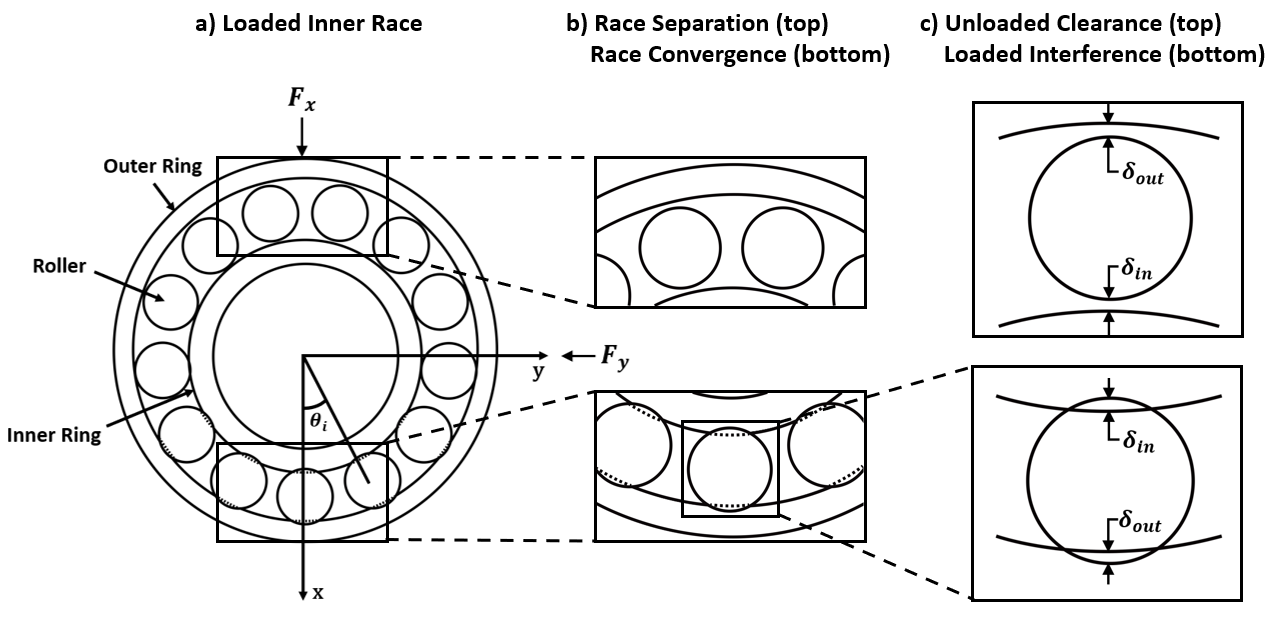 a) Loaded Inner Race
b) Race Separation (top)
Race Convergence (bottom)
c) Unloaded Clearance (top)
Loaded Interference (bottom)
F_x
Outer Ring
Roller
Inner Ring
θ_i
y
F_y
x
δ_out
δ_in
δ_in
δ_out